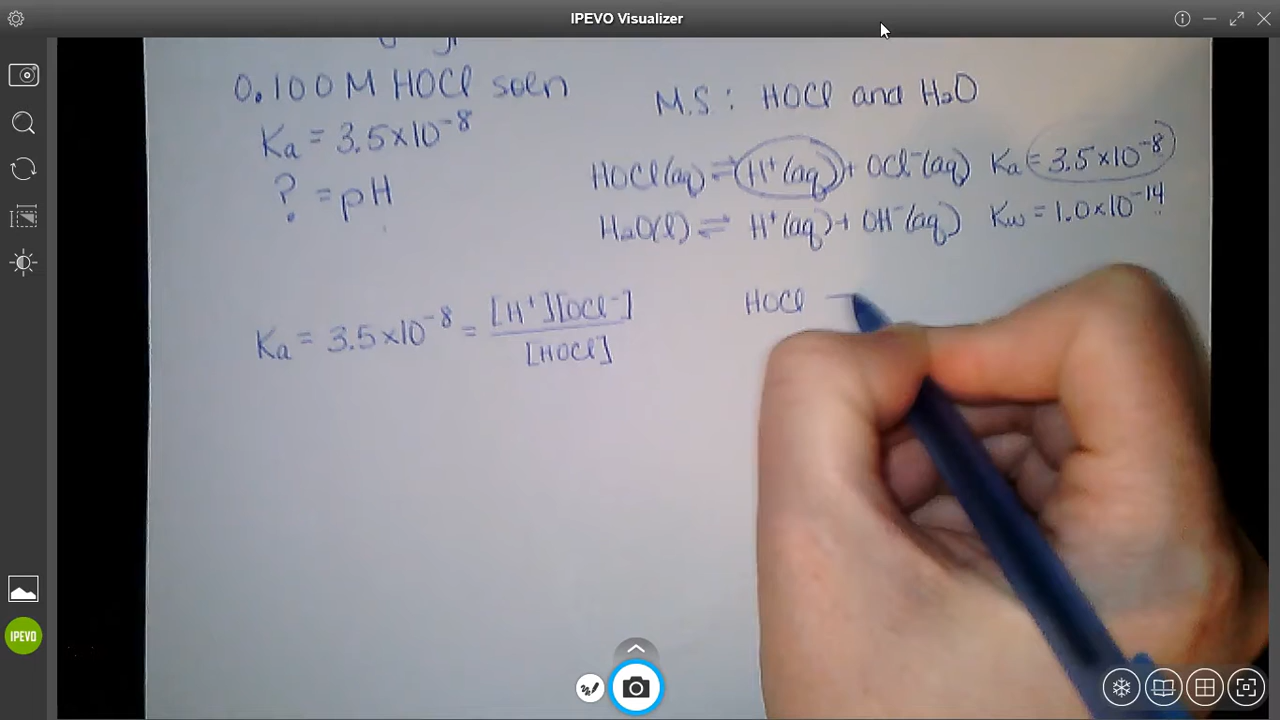 IPEVO Visualizer
0.100 M HOCl soln
Ka = 3.5×10⁻⁸
? = pH
M.S: HOCl and H₂O
HOCl(aq) ⇌ H⁺(aq) + OCl⁻(aq) Ka = 3.5×10⁻⁸
H₂O(l) ⇌ H⁺(aq) + OH⁻(aq) Kw = 1.0×10⁻¹⁴
Ka = 3.5×10⁻⁸ = [H⁺][OCl⁻] / [HOCl]
HOCl
IPEVO